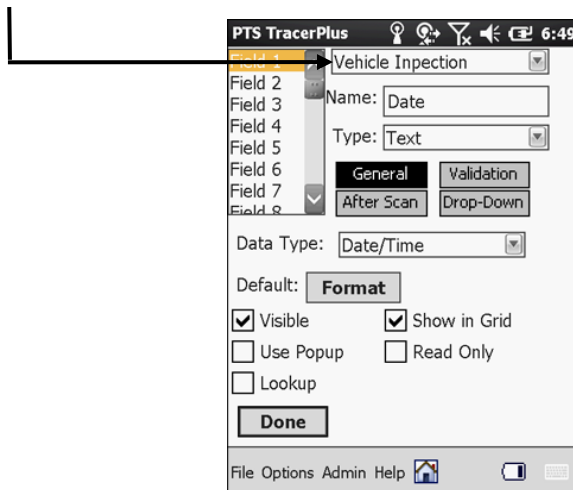 PTS TracerPlus 6:49
Field 1
Field 2
Field 3
Field 4
Field 5
Field 6
Field 7
Field 8
Vehicle Inpection
Name: Date
Type: Text
General Validation
After Scan Drop-Down
Data Type: Date/Time
Default: Format
Visible Show in Grid
Use Popup Read Only
Lookup
Done
File Options Admin Help